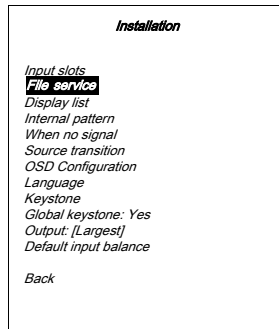 Installation
Input slots
File service
Display list
Internal pattern
When no signal
Source transition
OSD Configuration
Language
Keystone
Global keystone: Yes
Output: [Largest]
Default input balance
Back